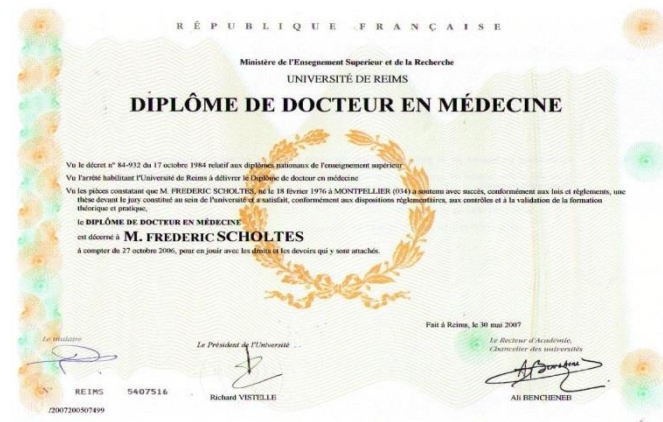 RÉPUBLIQUE FRANÇAISE
Ministère de l'Enseignement Superieur et de la Recherche
UNIVERSITÉ DE REIMS
DIPLÔME DE DOCTEUR EN MÉDECINE
Vu le décret n° 84-932 du 17 octobre 1984 relatif aux diplômes nationaux de l'enseignement supérieur
Vu l'arrêté habilitant l'Université de Reims à délivrer le Diplôme de docteur en médecine
Vu les pièces constatant que M. FREDERIC SCHOLTES, né le 18 février 1976 à MONTPELLIER (034) a soutenu avec succès, conformément aux lois et règlements, une
thèse devant le jury constitué au sein de l'université et a satisfait, conformément aux dispositions réglementaires, aux contrôles et à la validation de la formation
théorique et pratique,
le DIPLÔME DE DOCTEUR EN MÉDECINE
est décerné à M. FREDERIC SCHOLTES
à compter du 27 octobre 2006, pour en jouir avec les droits et les devoirs qui y sont attachés.
Fait à Reims, le 30 mai 2007
Le titulaire
Le Président de l'Université
Le Recteur d'Académie,
Chancelier des universités
N° REIMS 5407516
Richard VISTELLE
Ali BENCHENEB
/2007200507499